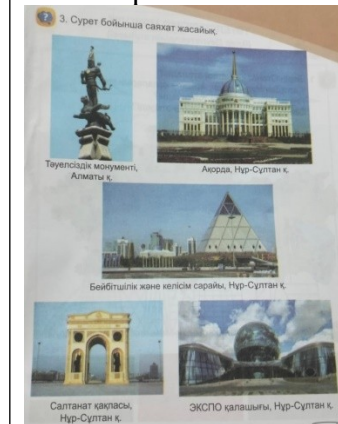 ?
3. Сурет бойынша саяхат жасайық.
Тәуелсіздік монументі,
Алматы қ.
Ақорда, Нұр-Сұлтан қ.
Бейбітшілік және келісім сарайы, Нұр-Сұлтан қ.
Салтанат қақпасы,
Нұр-Сұлтан қ.
ЭКСПО қалашығы, Нұр-Сұлтан қ.